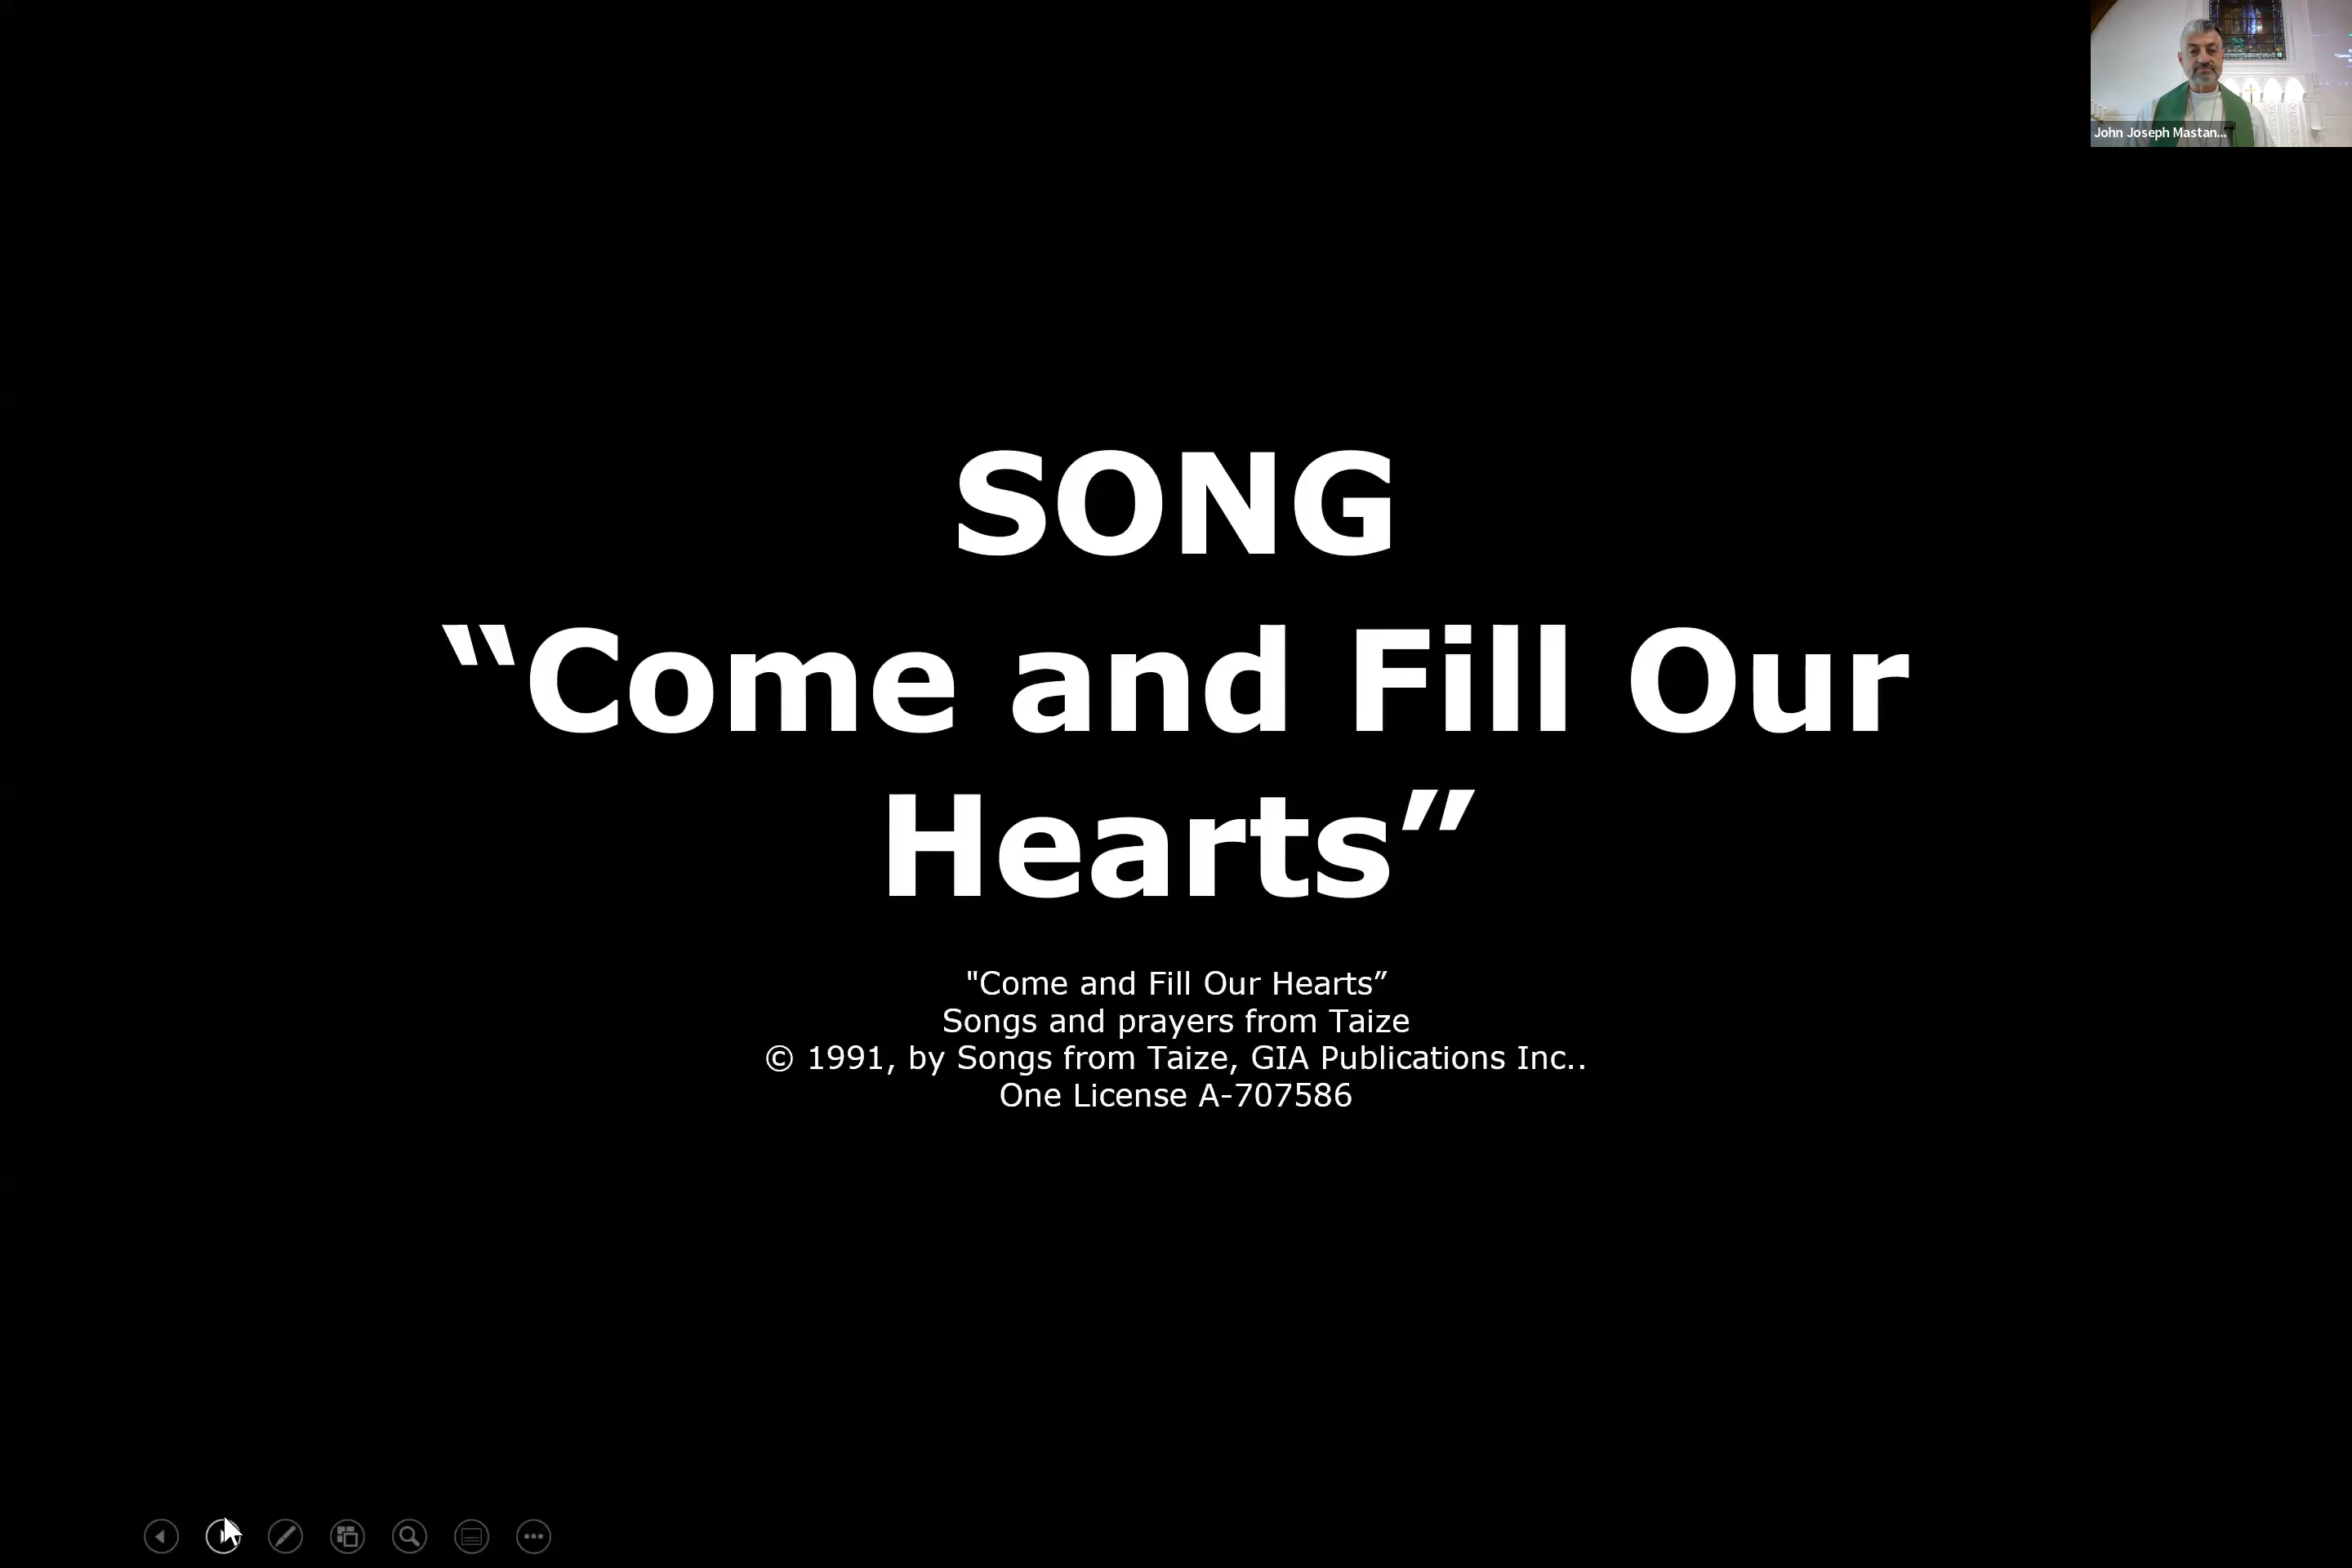 John Joseph Mastan...
SONG
“Come and Fill Our
Hearts”
"Come and Fill Our Hearts”
Songs and prayers from Taize
© 1991, by Songs from Taize, GIA Publications Inc..
One License A-707586